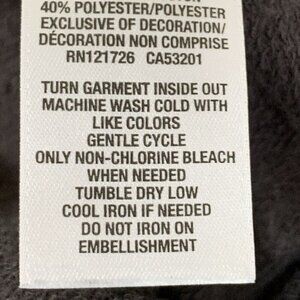 40% POLYESTER/POLYESTER
EXCLUSIVE OF DECORATION/
DÉCORATION NON COMPRISE
RN121726 CA53201
TURN GARMENT INSIDE OUT
MACHINE WASH COLD WITH
LIKE COLORS
GENTLE CYCLE
ONLY NON-CHLORINE BLEACH
WHEN NEEDED
TUMBLE DRY LOW
COOL IRON IF NEEDED
DO NOT IRON ON
EMBELLISHMENT